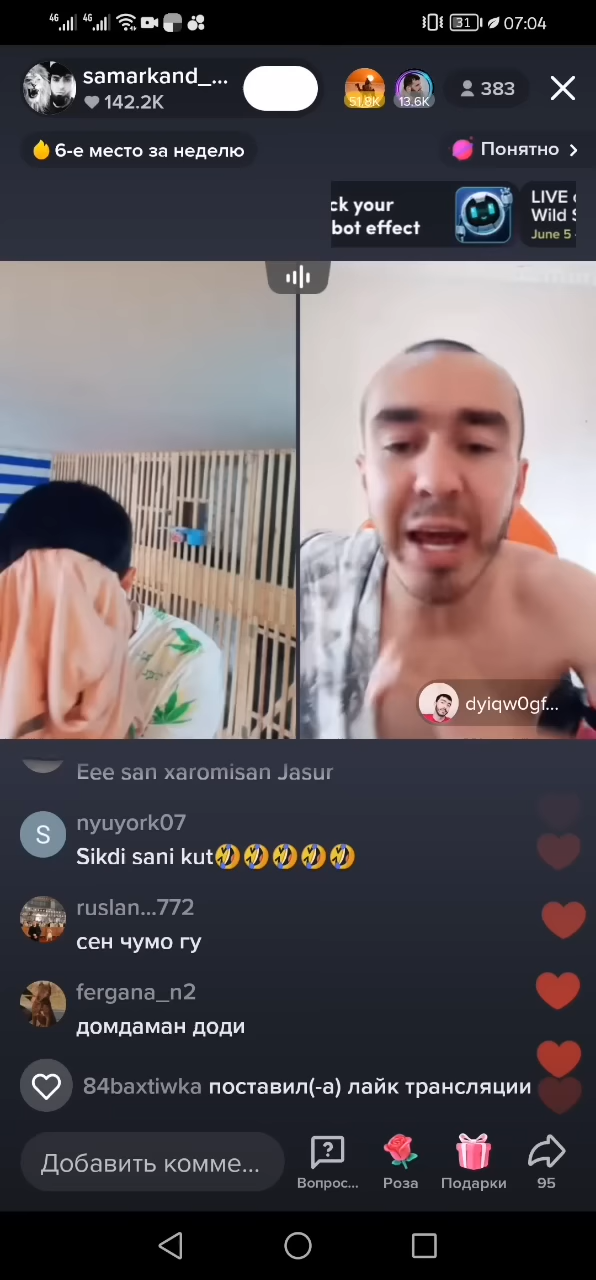 4G 4G 31 07:04
samarkand_...
142.2K
51.8K 13.6K 383
6-е место за неделю
Понятно
ck your
bot effect
LIVE
Wild
June 5
dyiqw0gf...
Eee san xaromisan Jasur
S
nyuyork07
Sikdi sani kut🤣🤣🤣🤣🤣
ruslan...772
сен чумо гу
fergana_n2
домдаман доди
84baxtiwka поставил(-а) лайк трансляции
Добавить комме...
Вопрос... Роза Подарки 95